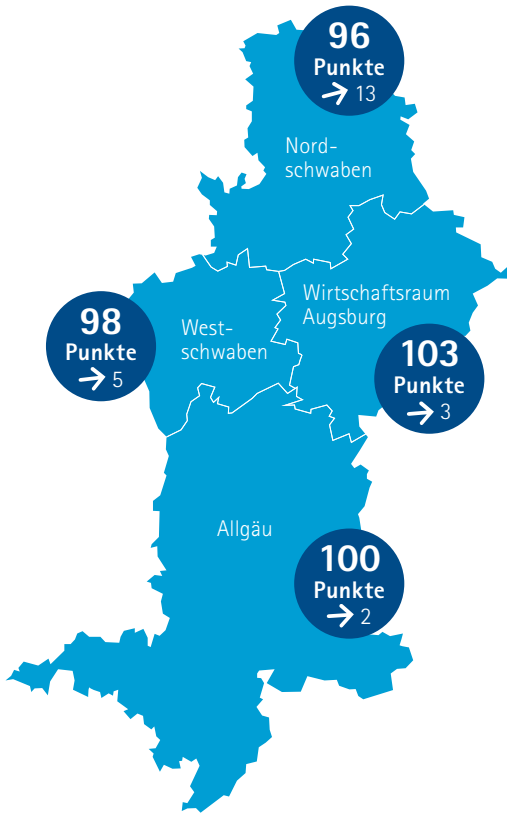 96
Punkte
→ 13
Nord-
schwaben
Wirtschaftsraum
Augsburg
98
Punkte
→ 5
West-
schwaben
103
Punkte
→ 3
Allgäu
100
Punkte
→ 2